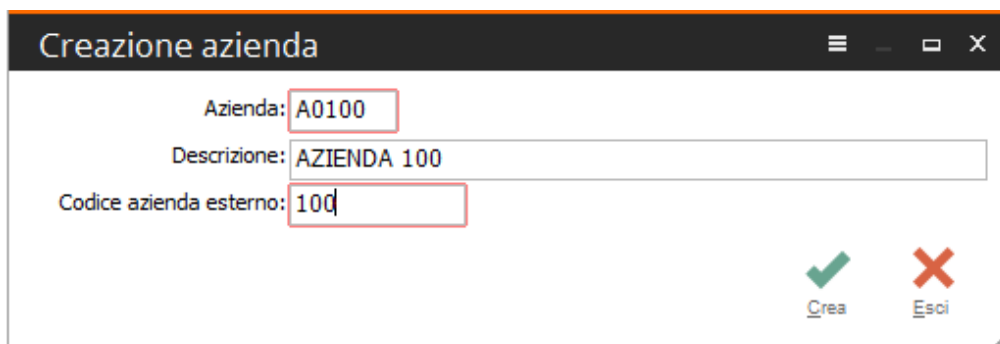 Creazione azienda
Azienda: A0100
Descrizione: AZIENDA 100
Codice azienda esterno: 100
Crea Esci